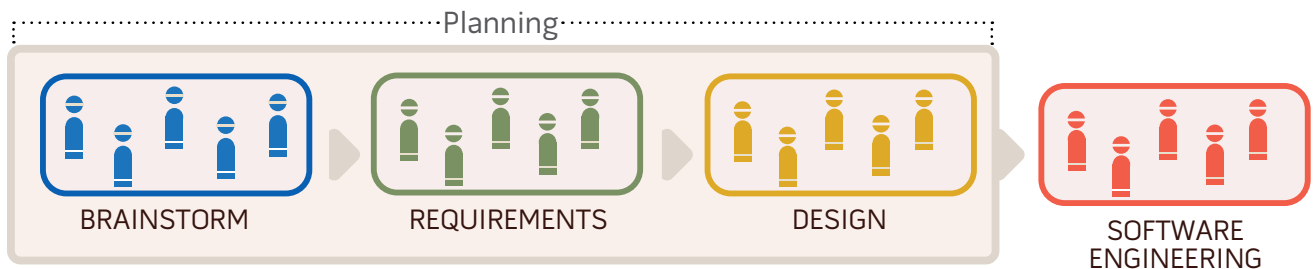 Planning
BRAINSTORM
REQUIREMENTS
DESIGN
SOFTWARE
ENGINEERING